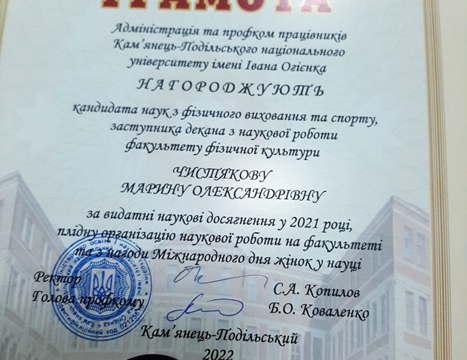 ГРАМОТА
Адміністрація та профком працівників
Кам'янець-Подільського національного
університету імені Івана Огієнка
НАГОРОДЖУЮТЬ
кандидата наук з фізичного виховання та спорту,
заступника декана з наукової роботи
факультету фізичної культури
ЧИСТЯКОВУ
МАРИНУ ОЛЕКСАНДРІВНУ
за видатні наукові досягнення у 2021 році,
плідну організацію наукової роботи на факультеті
та з нагоди Міжнародного дня жінок у науці
Ректор С.А. Копилов
Голова профкому Б.О. Коваленко
Кам'янець-Подільський
2022